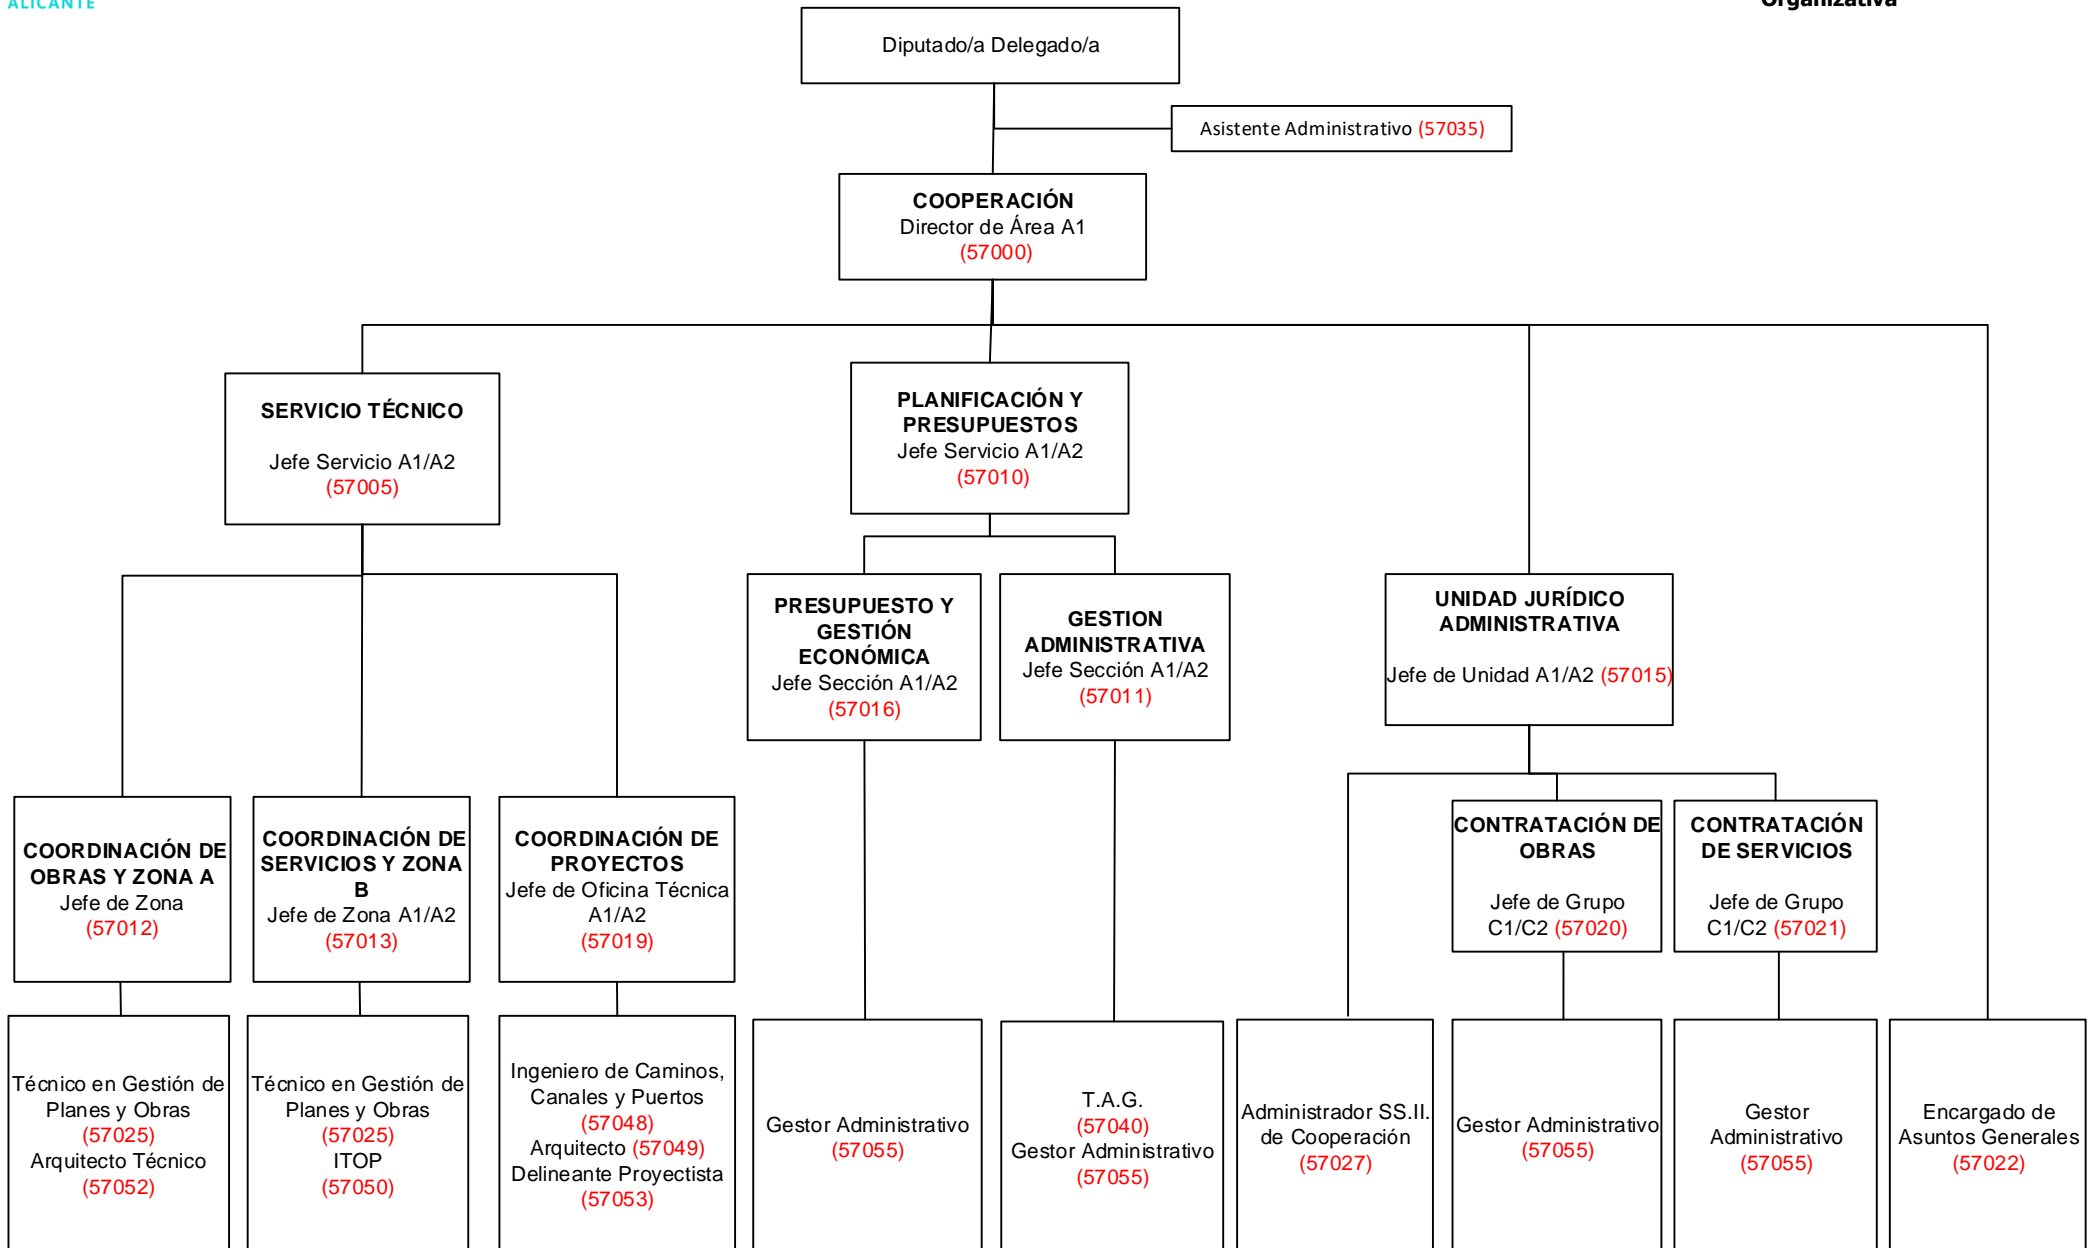 ALICANTE
Organizativa
Diputado/a Delegado/a
Asistente Administrativo (57035)
COOPERACIÓN
Director de Área A1
(57000)
SERVICIO TÉCNICO
Jefe Servicio A1/A2
(57005)
PLANIFICACIÓN Y
PRESUPUESTOS
Jefe Servicio A1/A2
(57010)
PRESUPUESTO Y
GESTIÓN
ECONÓMICA
Jefe Sección A1/A2
(57016)
GESTION
ADMINISTRATIVA
Jefe Sección A1/A2
(57011)
UNIDAD JURÍDICO
ADMINISTRATIVA
Jefe de Unidad A1/A2 (57015)
COORDINACIÓN DE
OBRAS Y ZONA A
Jefe de Zona
(57012)
COORDINACIÓN DE
SERVICIOS Y ZONA
B
Jefe de Zona A1/A2
(57013)
COORDINACIÓN DE
PROYECTOS
Jefe de Oficina Técnica
A1/A2
(57019)
CONTRATACIÓN DE
OBRAS
Jefe de Grupo
C1/C2 (57020)
CONTRATACIÓN
DE SERVICIOS
Jefe de Grupo
C1/C2 (57021)
Técnico en Gestión de
Planes y Obras
(57025)
Arquitecto Técnico
(57052)
Técnico en Gestión de
Planes y Obras
(57025)
ITOP
(57050)
Ingeniero de Caminos,
Canales y Puertos
(57048)
Arquitecto (57049)
Delineante Proyectista
(57053)
Gestor Administrativo
(57055)
T.A.G.
(57040)
Gestor Administrativo
(57055)
Administrador SS.II.
de Cooperación
(57027)
Gestor Administrativo
(57055)
Gestor
Administrativo
(57055)
Encargado de
Asuntos Generales
(57022)